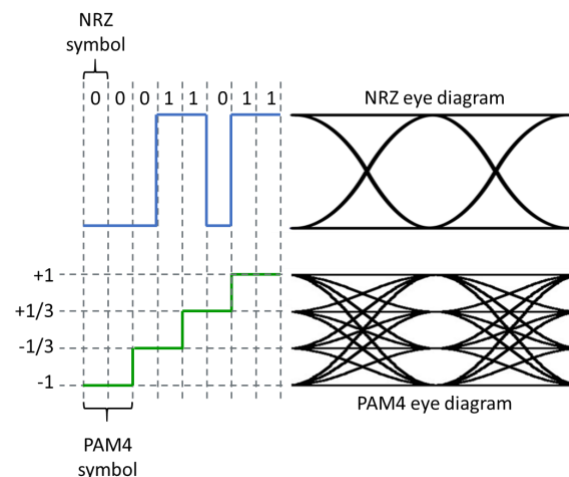 NRZ
symbol
0 0 0 1 1 0 1 1
NRZ eye diagram
+1
+1/3
-1/3
-1
PAM4 eye diagram
PAM4
symbol